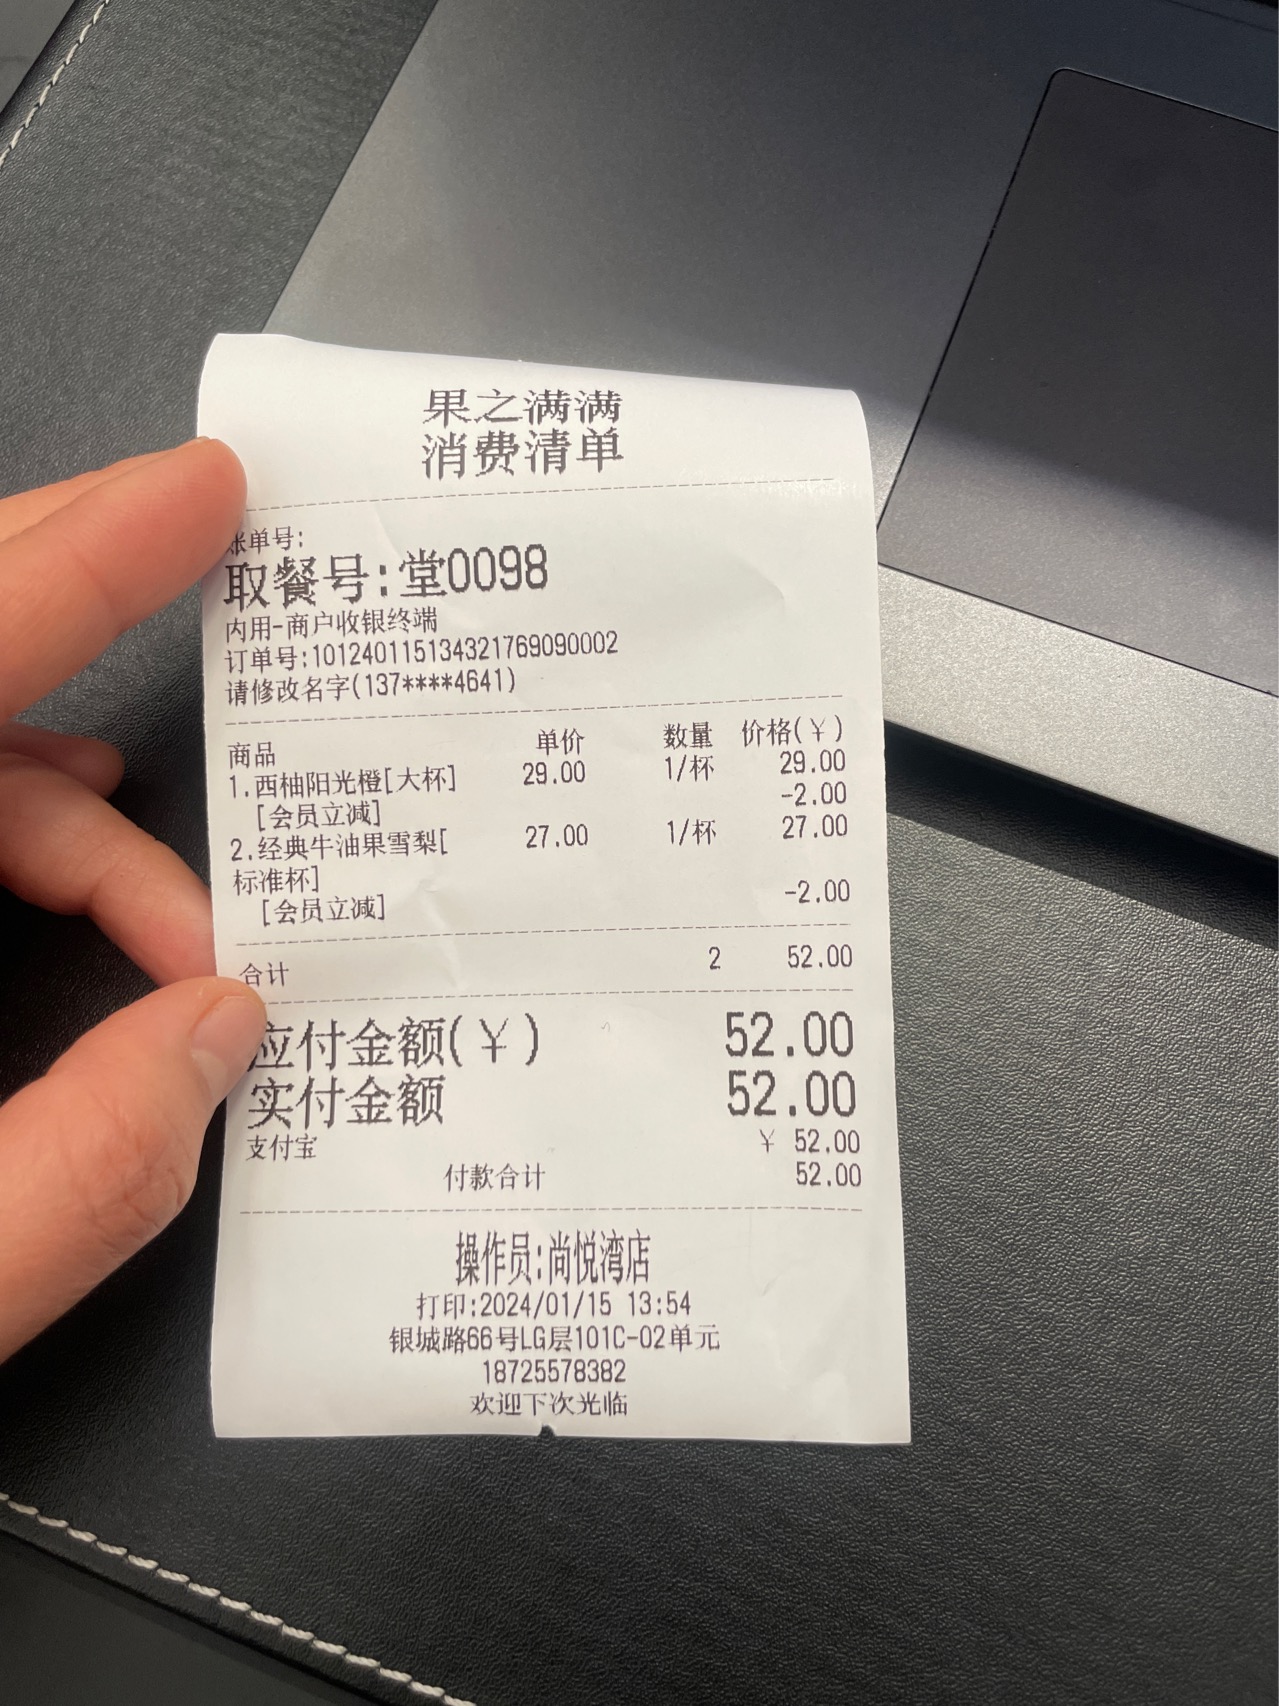 果之满满
消费清单
账单号:
取餐号:堂0098
内用-商户收银终端
订单号:101240115134321769090002
请修改名字(137****4641)
商品 单价 数量 价格(￥)
1.西柚阳光橙[大杯] 29.00 1/杯 29.00
[会员立减] -2.00
2.经典牛油果雪梨[ 27.00 1/杯 27.00
标准杯]
[会员立减] -2.00
合计 2 52.00
应付金额(￥) 52.00
实付金额 52.00
支付宝 ￥ 52.00
付款合计 52.00
操作员:尚悦湾店
打印:2024/01/15 13:54
银城路66号LG层101C-02单元
18725578382
欢迎下次光临